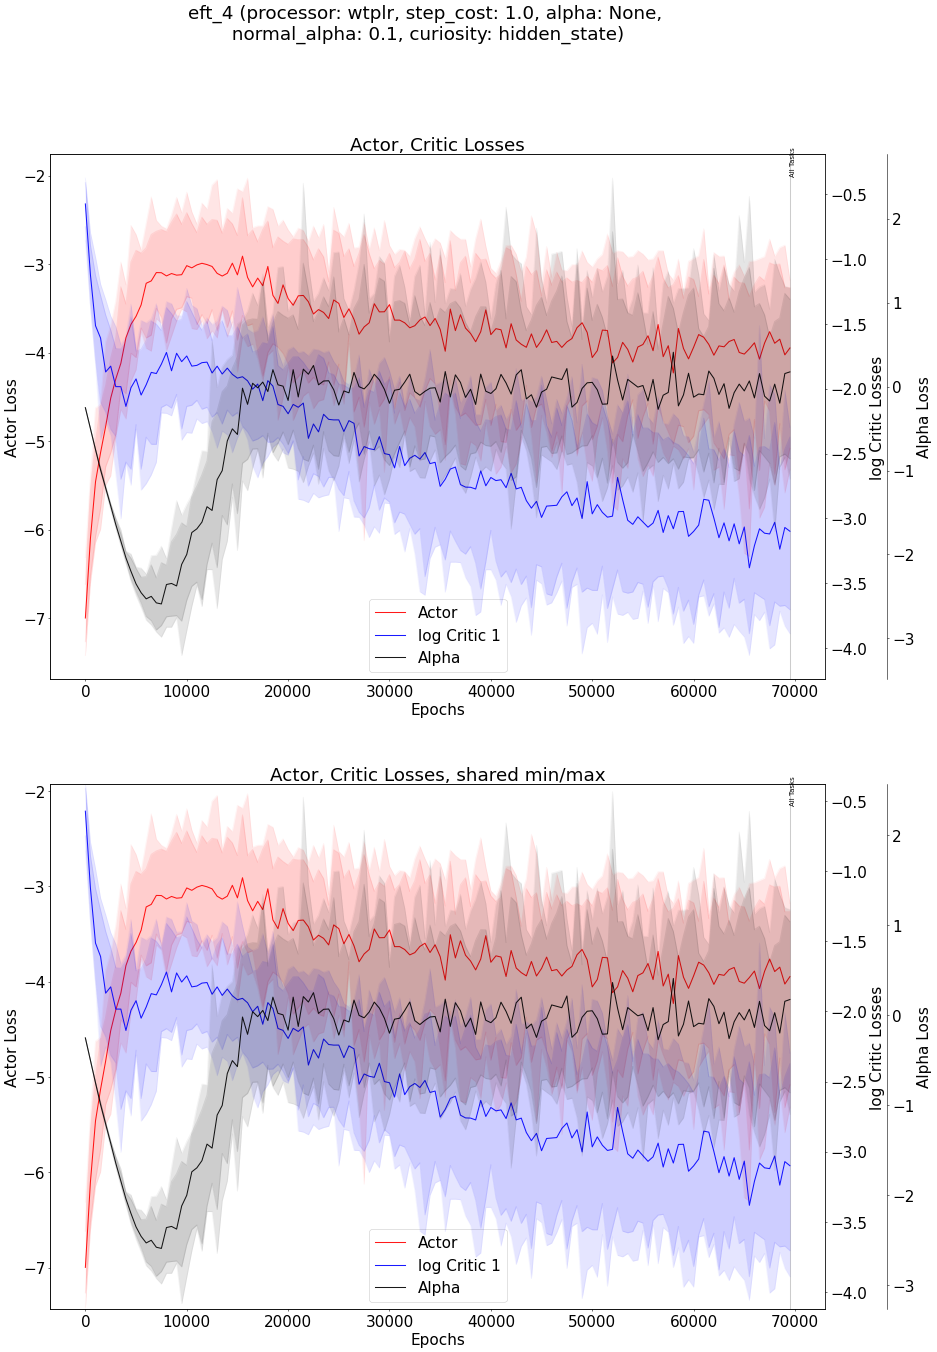 eft_4 (processor: wtplr, step_cost: 1.0, alpha: None,
normal_alpha: 0.1, curiosity: hidden_state)
Actor, Critic Losses
All Tasks
−2
−3
−4
−5
−6
−7
Actor Loss
−0.5
−1.0
−1.5
−2.0
−2.5
−3.0
−3.5
−4.0
log Critic Losses
2
1
0
−1
−2
−3
Alpha Loss
Actor
log Critic 1
Alpha
0 10000 20000 30000 40000 50000 60000 70000
Epochs
Actor, Critic Losses, shared min/max
All Tasks
−2
−3
−4
−5
−6
−7
Actor Loss
−0.5
−1.0
−1.5
−2.0
−2.5
−3.0
−3.5
−4.0
log Critic Losses
2
1
0
−1
−2
−3
Alpha Loss
Actor
log Critic 1
Alpha
0 10000 20000 30000 40000 50000 60000 70000
Epochs